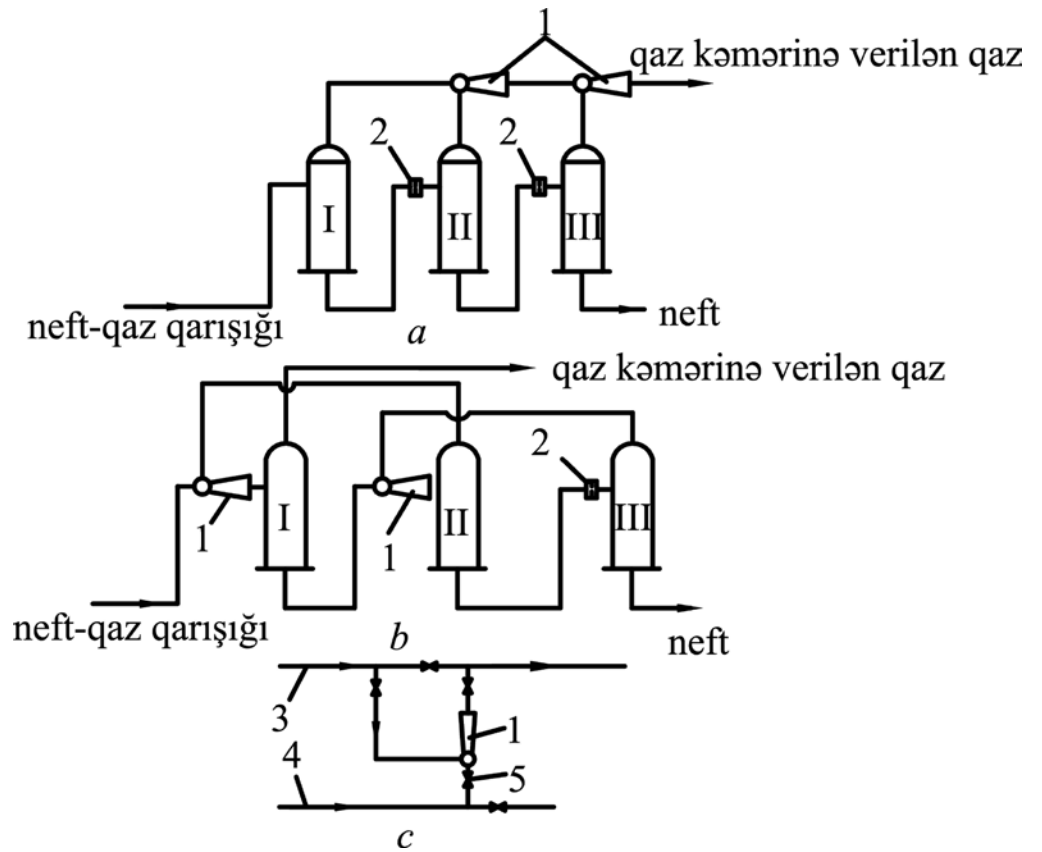 1
qaz kəmərinə verilən qaz
2 2
I II III
neft-qaz qarışığı
neft
a
qaz kəmərinə verilən qaz
2
1 I 1 II III
neft-qaz qarışığı
neft
b
3
1
4
5
c